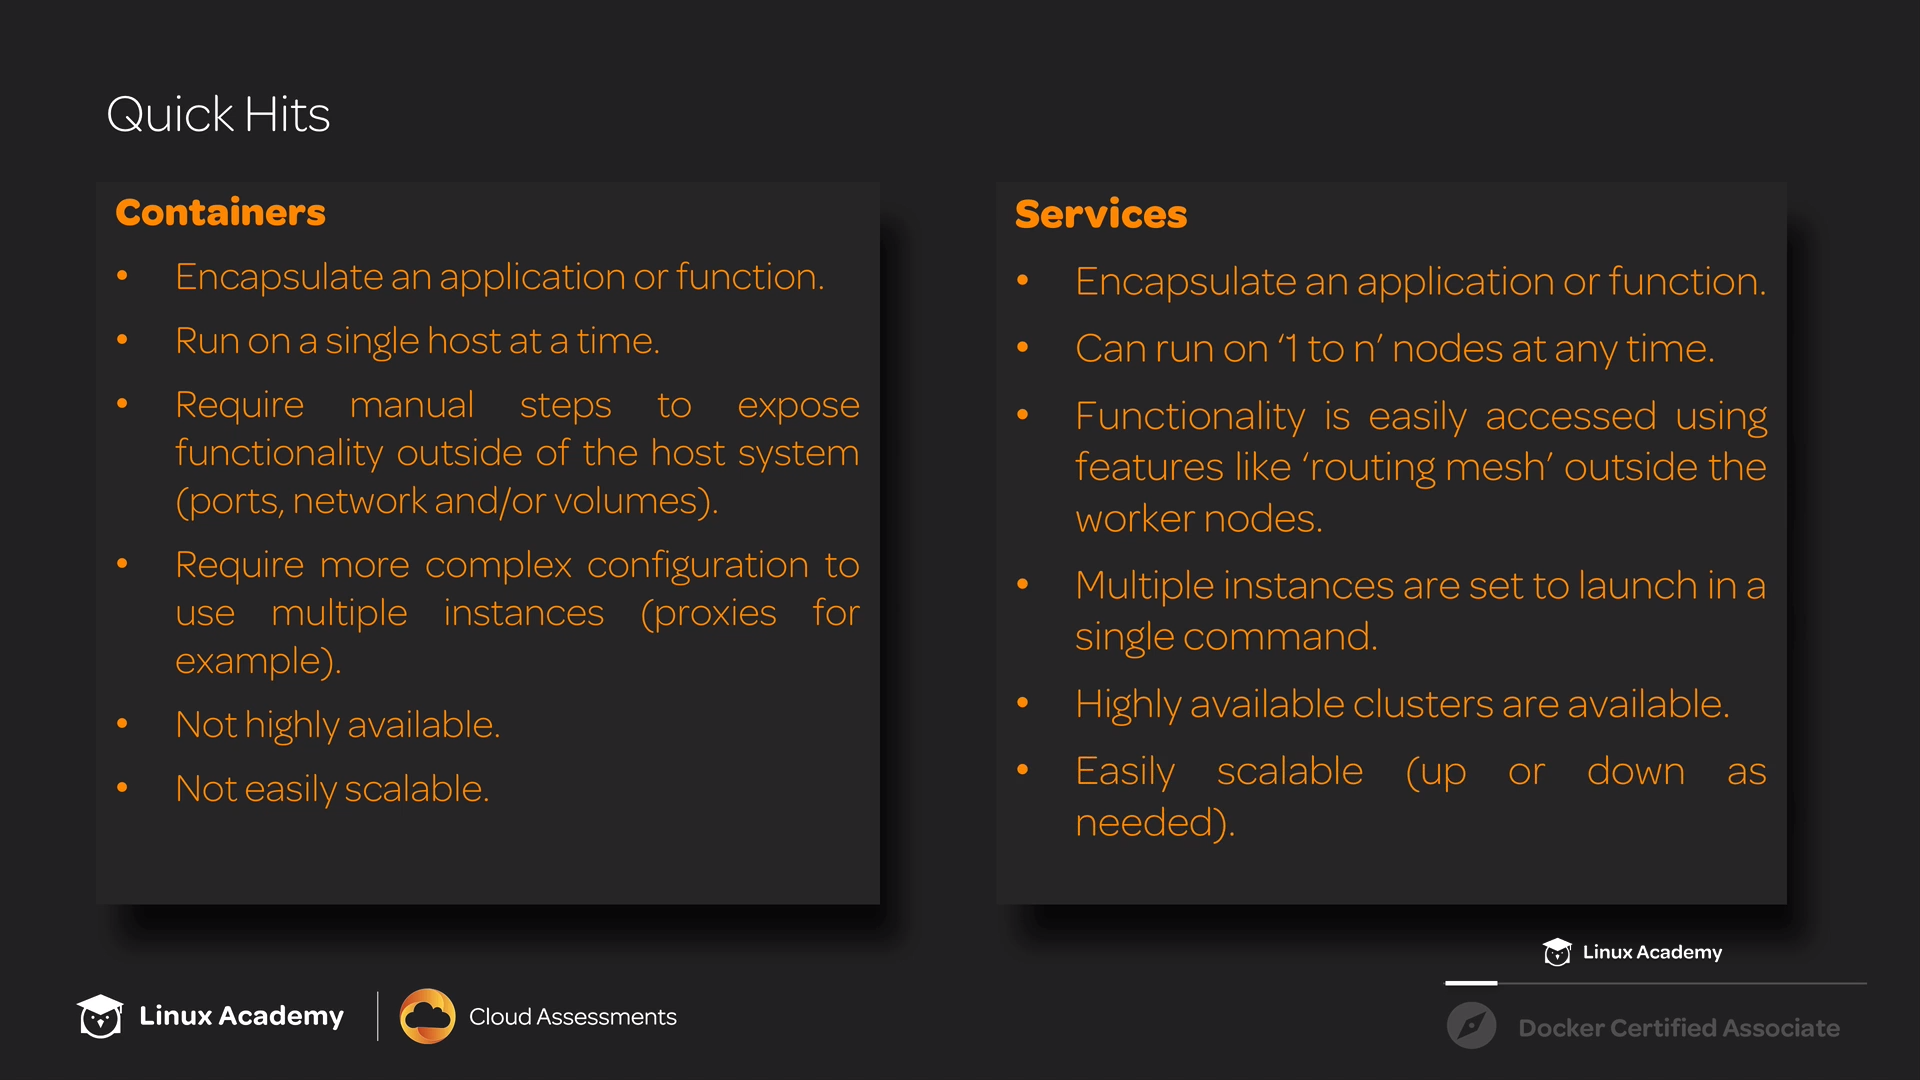 Quick Hits
Containers
• Encapsulate an application or function.
• Run on a single host at a time.
• Require manual steps to expose
functionality outside of the host system
(ports, network and/or volumes).
• Require more complex configuration to
use multiple instances (proxies for
example).
• Not highly available.
• Not easily scalable.
Services
• Encapsulate an application or function.
• Can run on ‘1 to n’ nodes at any time.
• Functionality is easily accessed using
features like ‘routing mesh’ outside the
worker nodes.
• Multiple instances are set to launch in a
single command.
• Highly available clusters are available.
• Easily scalable (up or down as
needed).
Linux Academy
Linux Academy
Cloud Assessments
Docker Certified Associate